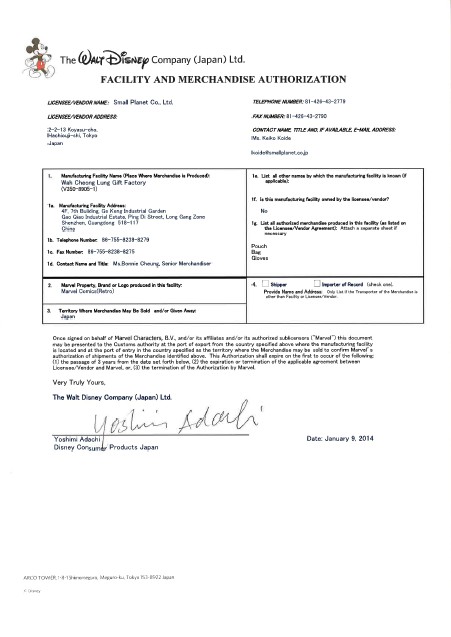 The WALT DISNEY Company (Japan) Ltd.
FACILITY AND MERCHANDISE AUTHORIZATION
LICENSEE/VENDOR NAME: Small Planet Co., Ltd.
TELEPHONE NUMBER: 81-426-43-2779
LICENSEE/VENDOR ADDRESS:
FAX NUMBER: 81-426-43-2790
2-2-13 Koyasu-cho,
Hachiouji-shi, Tokyo
Japan
CONTACT NAME, TITLE AND, IF AVAILABLE, E-MAIL ADDRESS:
Ms. Keiko Koide
koide@smallplanet.co.jp
1. Manufacturing Facility Name (Place Where Merchandise is Produced):
Wah Cheong Lung Gift Factory
(V250-8905-1)
1a. Manufacturing Facility Address:
4F, 7th Building, Ge Keng Industrial Garden
Gao Qiao Industrial Estate, Ping Di Street, Long Gang Zone
Shenzhen, Guangdong 518-117
China
1b. Telephone Number: 86-755-8239-8279
1c. Fax Number: 86-755-8238-8275
1d. Contact Name and Title: Ms.Bonnie Cheung, Senior Merchandiser
1e. List all other names by which the manufacturing facility is known (if
applicable):
1f. Is this manufacturing facility owned by the licensee/vendor?
No
1g. List all authorized merchandise produced in this facility (as listed on
the Licensee/Vendor Agreement): Attach a separate sheet if
necessary
Pouch
Bag
Gloves
2. Marvel Property, Brand or Logo produced in this facility:
Marvel Comics(Retro)
3. Territory Where Merchandise May Be Sold and/or Given Away:
Japan
4. Shipper Importer of Record (check one).
Provide Name and Address: Only List if the Transporter of the Merchandise is
other than Facility or Licensee/Vendor.
Once signed on behalf of Marvel Characters, B.V., and/or its affiliates and/or its authorized sublicensors ("Marvel") this document
may be presented to the Customs authority at the port of export from the country specified above where the manufacturing facility
is located and at the port of entry in the country specified as the territory where the Merchandise may be sold to confirm Marvel's
authorization of shipments of the Merchandise identified above. This Authorization shall expire on the first to occur of the following:
(1) the passage of 3 years from the date set forth below, (2) the expiration or termination of the applicable agreement between
Licensee/Vendor and Marvel, or, (3) the termination of the Authorization by Marvel.
Very Truly Yours,
The Walt Disney Company (Japan) Ltd.
Yoshimi Adachi
Yoshimi Adachi
Disney Consumer Products Japan
Date: January 9, 2014
ARCO TOWER,1-8-1Shimomeguro, Meguro-ku, Tokyo 153-8922 Japan
© Disney